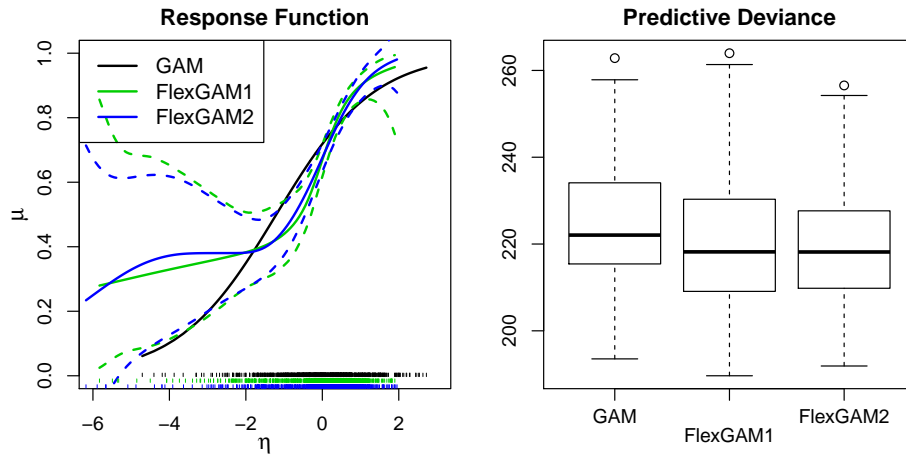 Response Function
GAM
FlexGAM1
FlexGAM2
μ
0.0
0.2
0.4
0.6
0.8
1.0
−6
−4
−2
0
2
η
Predictive Deviance
200
220
240
260
GAM
FlexGAM1
FlexGAM2